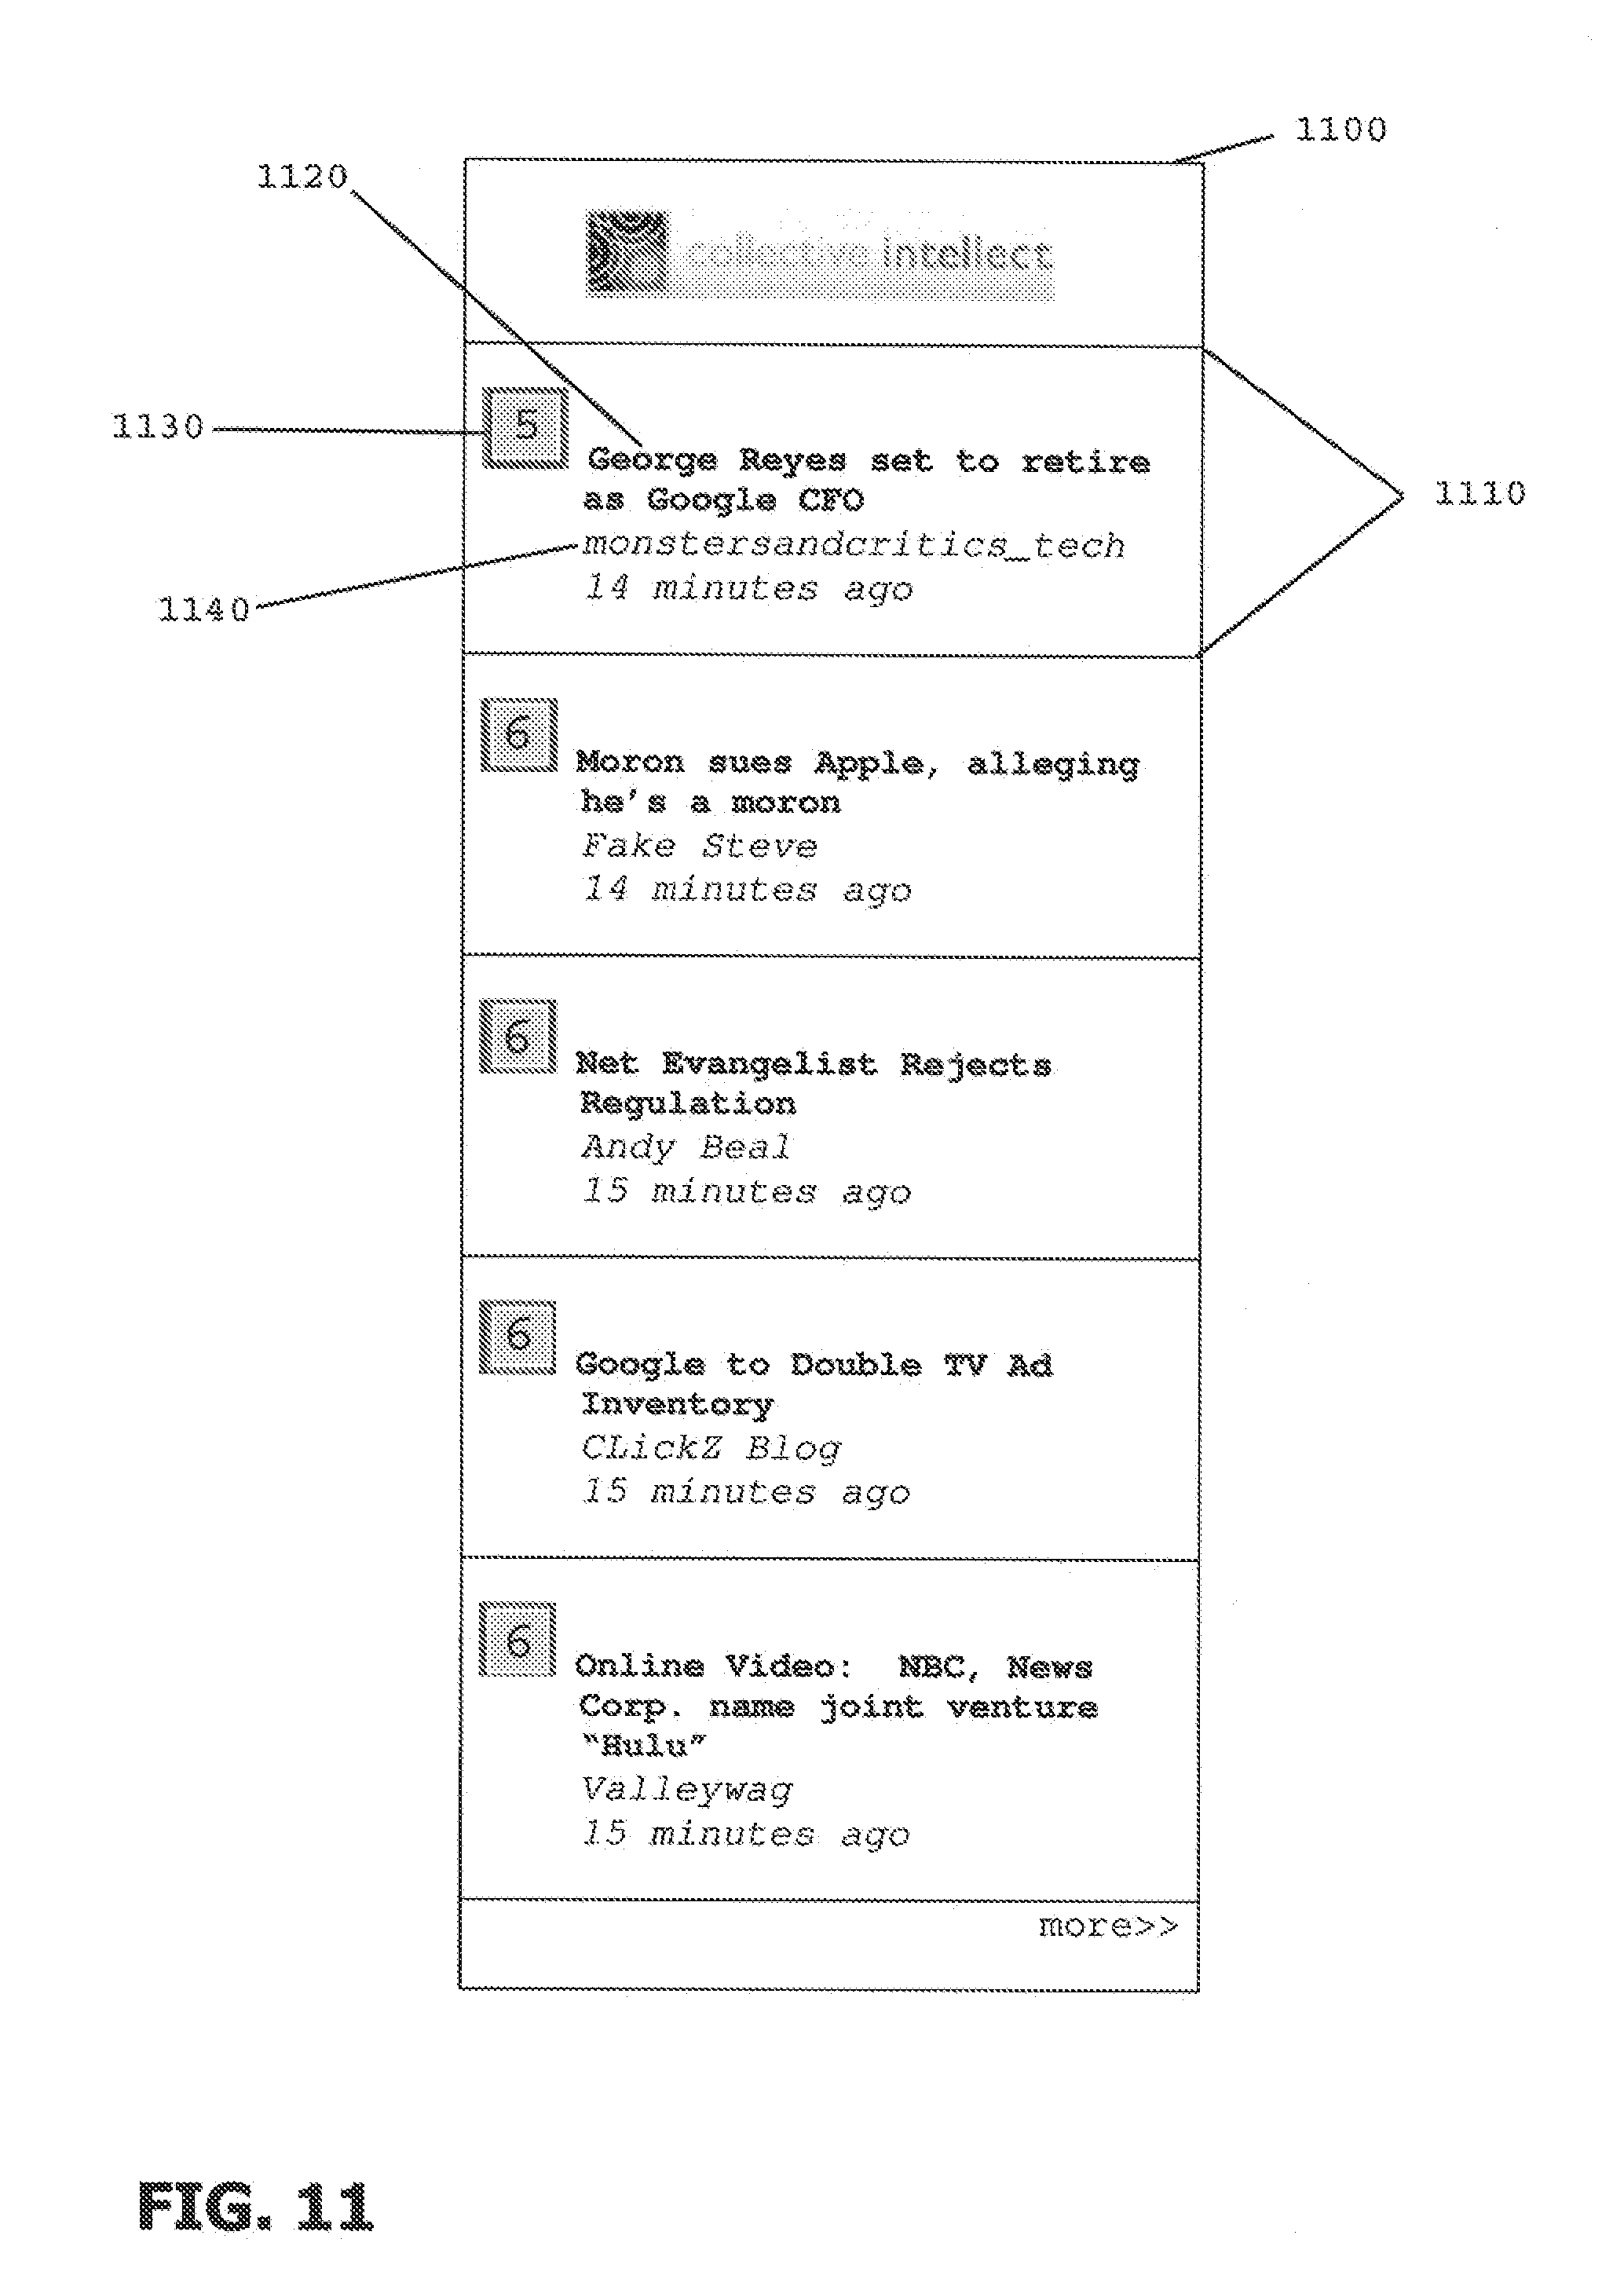 1100
1120
collective intellect
5
1130
George Reyes set to retire
as Google CFO
1110
monstersandcritics_tech
14 minutes ago
1140
6
Moron sues Apple, alleging
he's a moron
Fake Steve
14 minutes ago
6
Net Evangelist Rejects
Regulation
Andy Beal
15 minutes ago
6
Google to Double TV Ad
Inventory
CLickZ Blog
15 minutes ago
6
Online Video: NBC, News
Corp. name joint venture
“Hulu”
Valleywag
15 minutes ago
more>>
FIG. 11